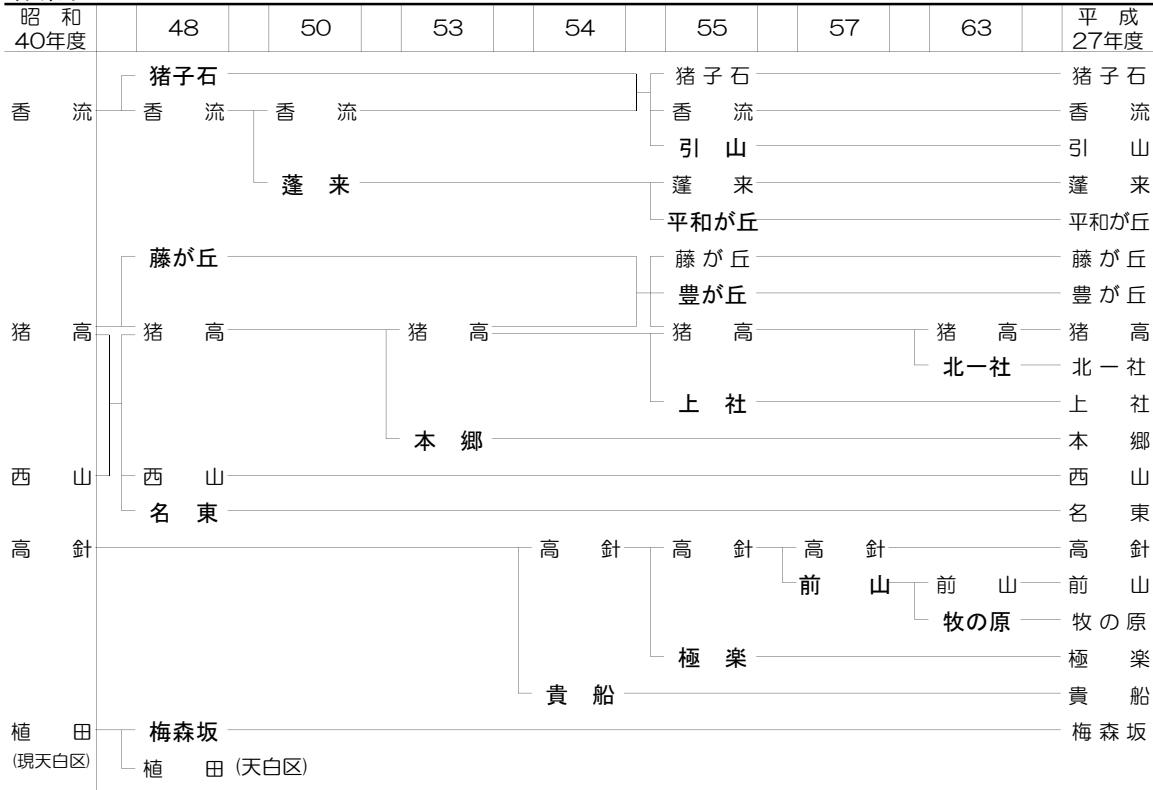 昭 和
40年度 48 50 53 54 55 57 63 平 成
27年度
猪子石 猪 子 石 猪 子 石
香 流 香 流 香 流 香 流 香 流
引 山 引 山
蓬 来 蓬 来 蓬 来
平和が丘 平和が丘
藤が丘 藤 が 丘 藤 が 丘
豊が丘 豊 が 丘
猪 高 猪 高 猪 高 猪 高 猪 高 猪 高
北一社 北 一 社
上 社 上 社
本 郷 本 郷
西 山 西 山 西 山
名 東 名 東
高 針 高 針 高 針 高 針 高 針
前 山 前 山 前 山
牧の原 牧 の 原
極 楽 極 楽
貴 船 貴 船
植 田 梅森坂 梅 森 坂
(現天白区)
植 田 (天白区)